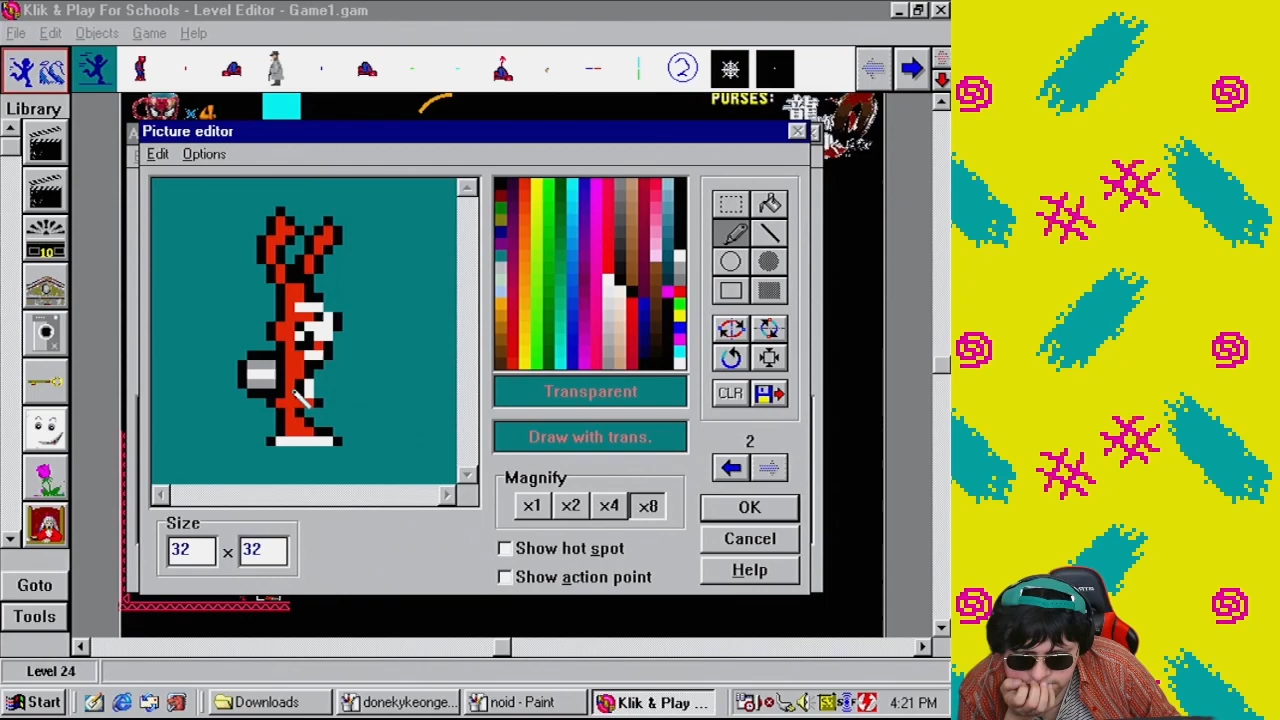 Klik & Play For Schools - Level Editor - Game1.gam
File Edit Objects Game Help
Library
10
x 4
PURSES:
Picture editor
Edit Options
Transparent
Draw with trans.
CLR
2
Magnify
x1 x2 x4 x8
OK
Cancel
Help
Size
32 x 32
Show hot spot
Show action point
Goto
Tools
Level 24
Start
Downloads
donekykeonge...
noid - Paint
Klik & Play ...
4:21 PM